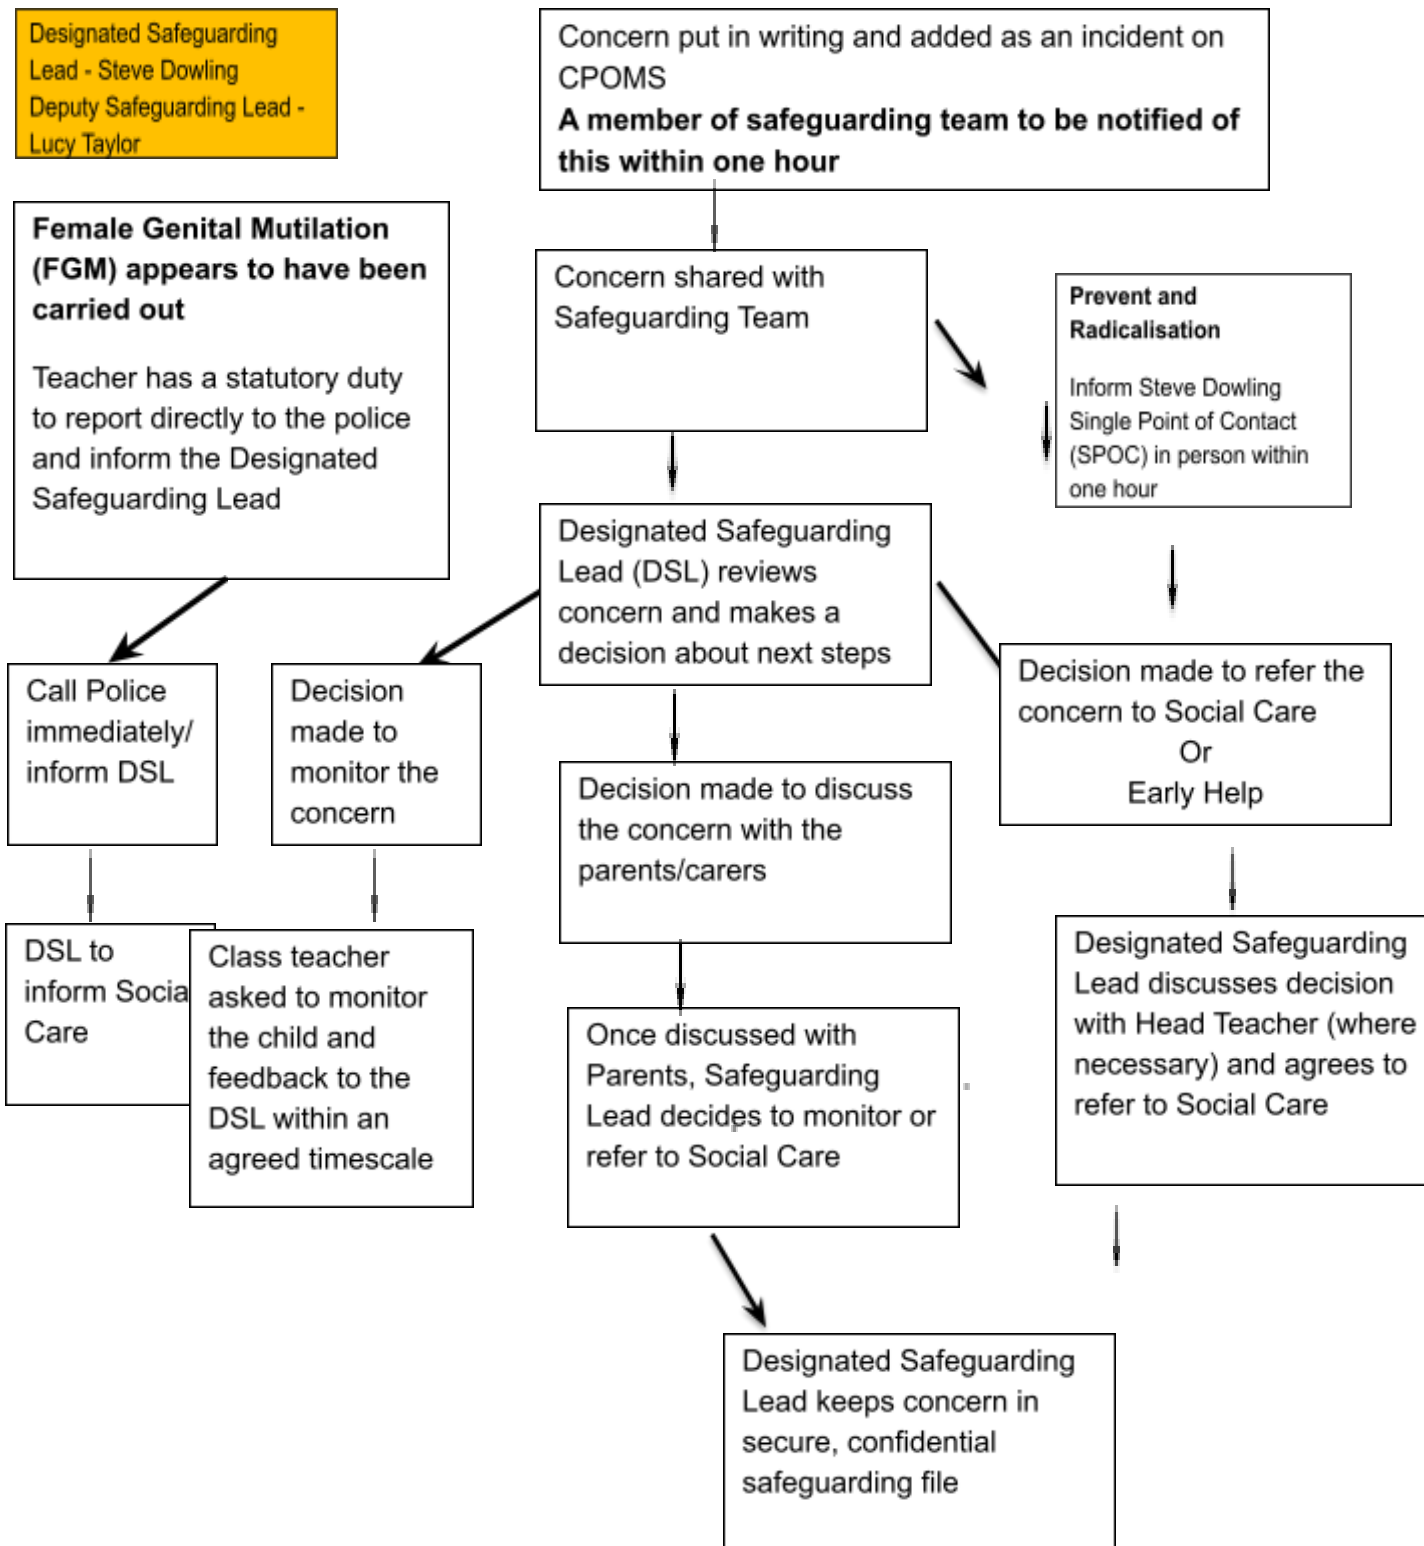 Designated Safeguarding
Lead - Steve Dowling
Deputy Safeguarding Lead -
Lucy Taylor
Concern put in writing and added as an incident on
CPOMS
A member of safeguarding team to be notified of
this within one hour
Female Genital Mutilation
(FGM) appears to have been
carried out
Teacher has a statutory duty
to report directly to the police
and inform the Designated
Safeguarding Lead
Concern shared with
Safeguarding Team
Prevent and
Radicalisation
Inform Steve Dowling
Single Point of Contact
(SPOC) in person within
one hour
Designated Safeguarding
Lead (DSL) reviews
concern and makes a
decision about next steps
Call Police
immediately/
inform DSL
Decision
made to
monitor the
concern
Decision made to discuss
the concern with the
parents/carers
Decision made to refer the
concern to Social Care
Or
Early Help
DSL to
inform Social
Care
Class teacher
asked to monitor
the child and
feedback to the
DSL within an
agreed timescale
Once discussed with
Parents, Safeguarding
Lead decides to monitor or
refer to Social Care
Designated Safeguarding
Lead discusses decision
with Head Teacher (where
necessary) and agrees to
refer to Social Care
Designated Safeguarding
Lead keeps concern in
secure, confidential
safeguarding file